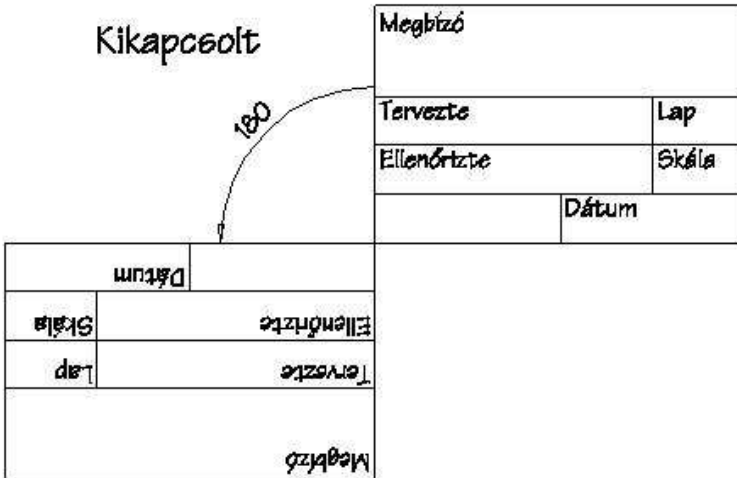 Kikapcsolt
Megbízó
180
Tervezte Lap
Ellenőrizte Skála
Dátum
Dátum
Ellenőrizte Skála
Tervezte Lap
Megbízó